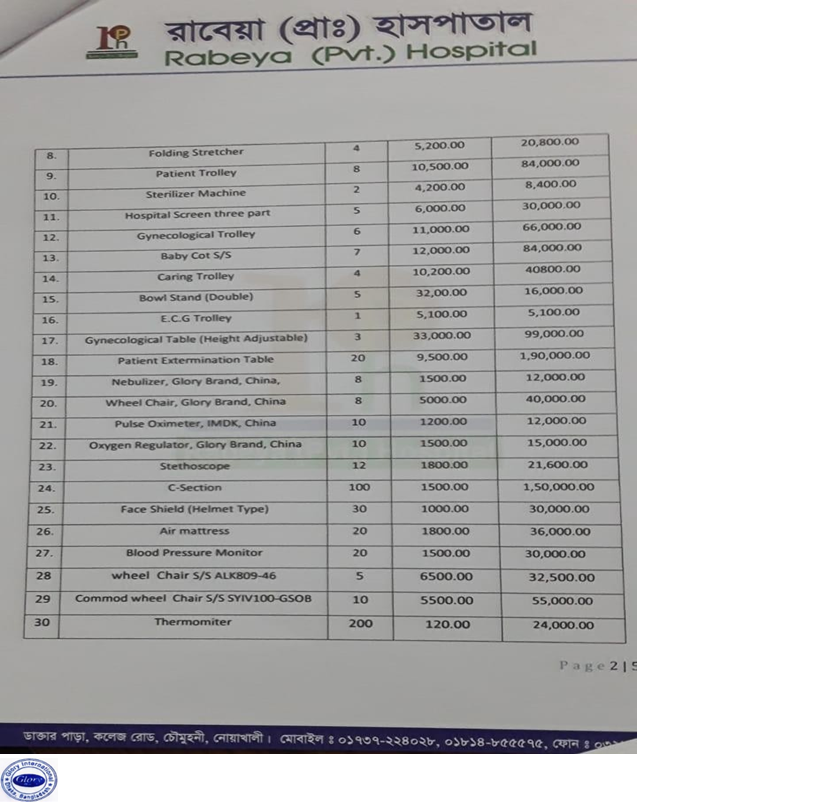 রাবেয়া (প্রাঃ) হাসপাতাল
Rabeya (Pvt.) Hospital
8. Folding Stretcher 4 5,200.00 20,800.00
9. Patient Trolley 8 10,500.00 84,000.00
10. Sterilizer Machine 2 4,200.00 8,400.00
11. Hospital Screen three part 5 6,000.00 30,000.00
12. Gynecological Trolley 6 11,000.00 66,000.00
13. Baby Cot S/S 7 12,000.00 84,000.00
14. Caring Trolley 4 10,200.00 40800.00
15. Bowl Stand (Double) 5 32,00.00 16,000.00
16. E.C.G Trolley 1 5,100.00 5,100.00
17. Gynecological Table (Height Adjustable) 3 33,000.00 99,000.00
18. Patient Extermination Table 20 9,500.00 1,90,000.00
19. Nebulizer, Glory Brand, China, 8 1500.00 12,000.00
20. Wheel Chair, Glory Brand, China 8 5000.00 40,000.00
21. Pulse Oximeter, IMDK, China 10 1200.00 12,000.00
22. Oxygen Regulator, Glory Brand, China 10 1500.00 15,000.00
23. Stethoscope 12 1800.00 21,600.00
24. C-Section 100 1500.00 1,50,000.00
25. Face Shield (Helmet Type) 30 1000.00 30,000.00
26. Air mattress 20 1800.00 36,000.00
27. Blood Pressure Monitor 20 1500.00 30,000.00
28 wheel Chair S/S ALK809-46 5 6500.00 32,500.00
29 Commod wheel Chair S/S SYIV100-GSOB 10 5500.00 55,000.00
30 Thermomiter 200 120.00 24,000.00
Page 2 | 5
ডাক্তার পাড়া, কলেজ রোড, চৌমুহনী, নোয়াখালী। মোবাইল ঃ ০১৭৩৭-২২৪০২৮, ০১৮১৪-৮৫৫৫৭৫, ফোন ঃ
Glory International
Glory
Dhaka, Bangladesh